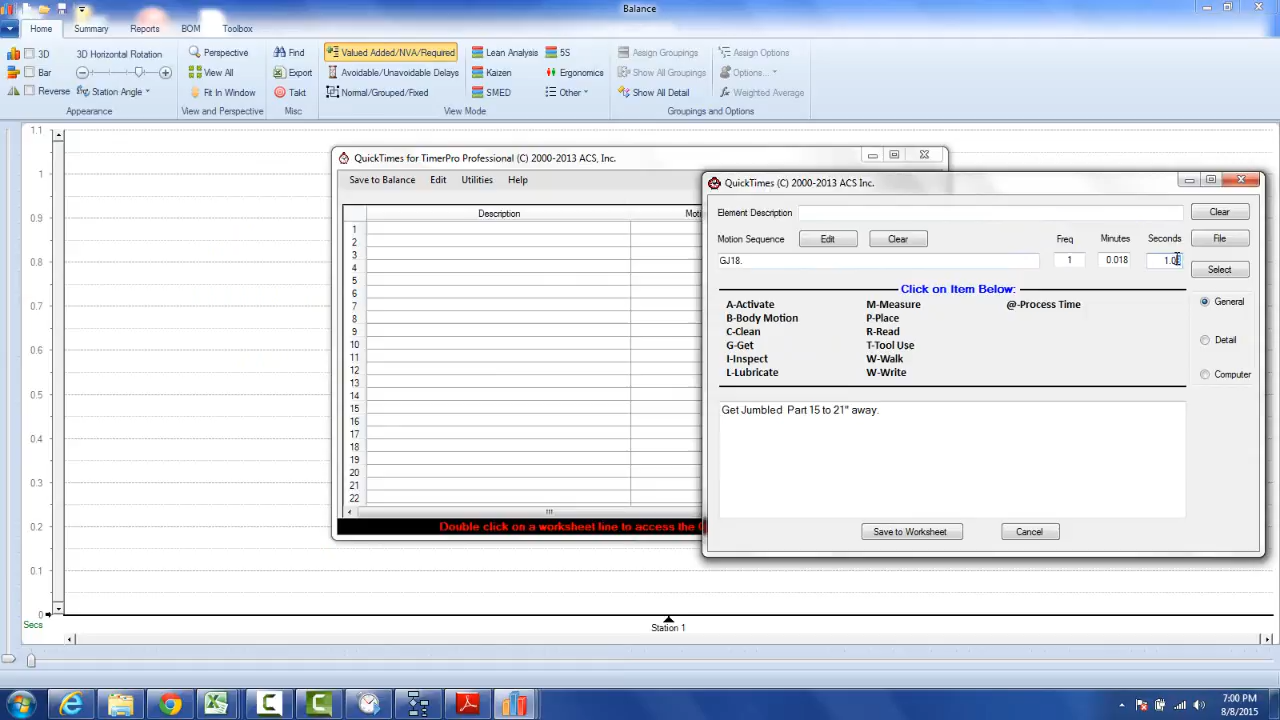 Balance
Home Summary Reports BOM Toolbox
3D 3D Horizontal Rotation Perspective Find Valued Added/NVA/Required Lean Analysis 5S Assign Groupings Assign Options
Bar View All Export Avoidable/Unavoidable Delays Kaizen Ergonomics Show All Groupings Options...
Reverse Station Angle Fit In Window Takt Normal/Grouped/Fixed SMED Other Show All Detail Weighted Average
Appearance View and Perspective Misc View Mode Groupings and Options
1.1
1
0.9
0.8
0.7
0.6
0.5
0.4
0.3
0.2
0.1
0
Secs
Station 1
QuickTimes for TimerPro Professional (C) 2000-2013 ACS, Inc.
Save to Balance Edit Utilities Help
Description
1
2
3
4
5
6
7
8
9
10
11
12
13
14
15
16
17
18
19
20
21
22
Double click on a worksheet line to access the
QuickTimes (C) 2000-2013 ACS Inc.
Element Description Clear
Motion Sequence Edit Clear Freq Minutes Seconds File
GJ18. 1 0.018 Select
Click on Item Below:
A-Activate M-Measure @-Process Time
B-Body Motion P-Place
C-Clean R-Read
G-Get T-Tool Use
I-Inspect W-Walk
L-Lubricate W-Write
General
Detail
Computer
Get Jumbled Part 15 to 21" away.
Save to Worksheet Cancel
7:00 PM
8/8/2015